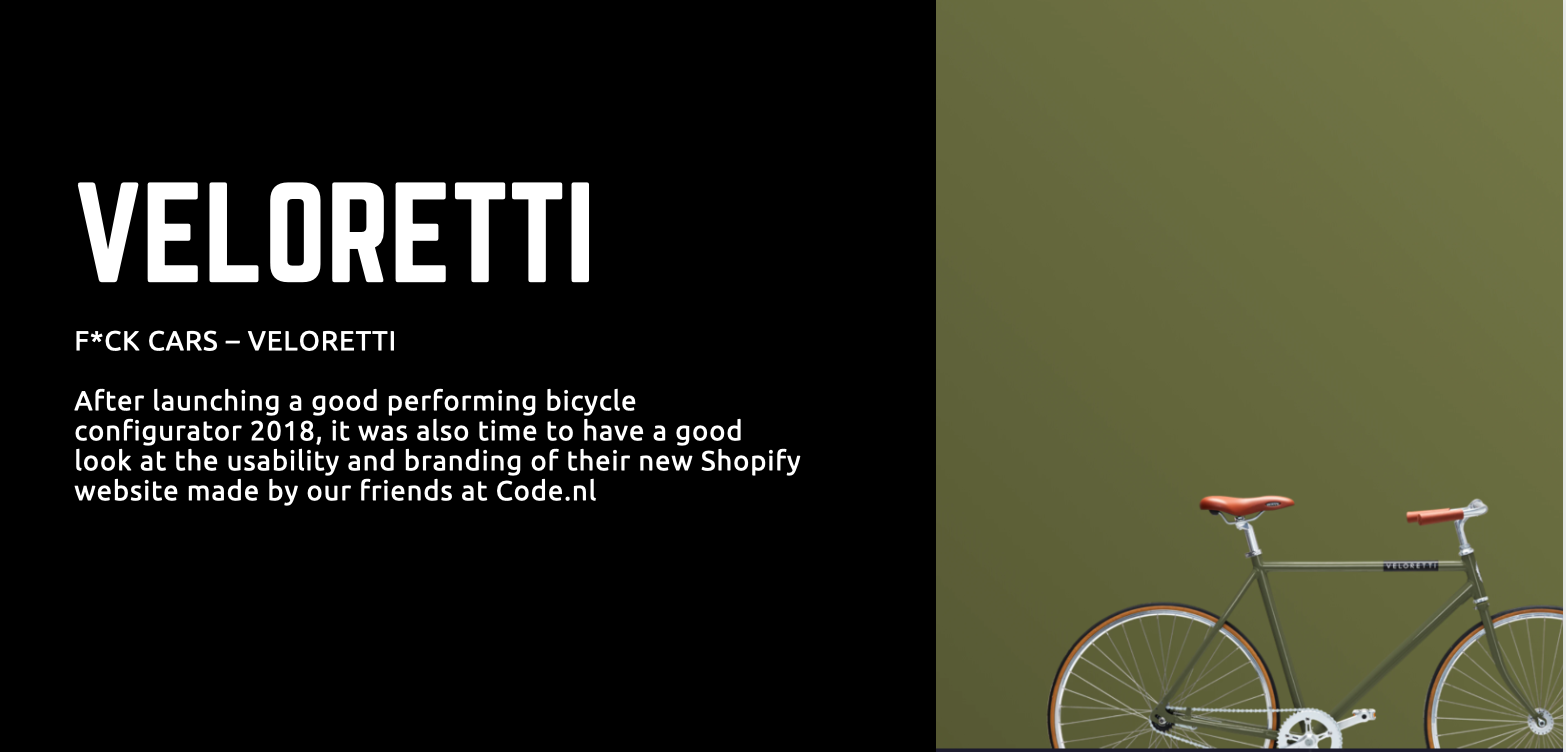 VELORETTI
F*CK CARS – VELORETTI
After launching a good performing bicycle
configurator 2018, it was also time to have a good
look at the usability and branding of their new Shopify
website made by our friends at Code.nl
VELORETTI